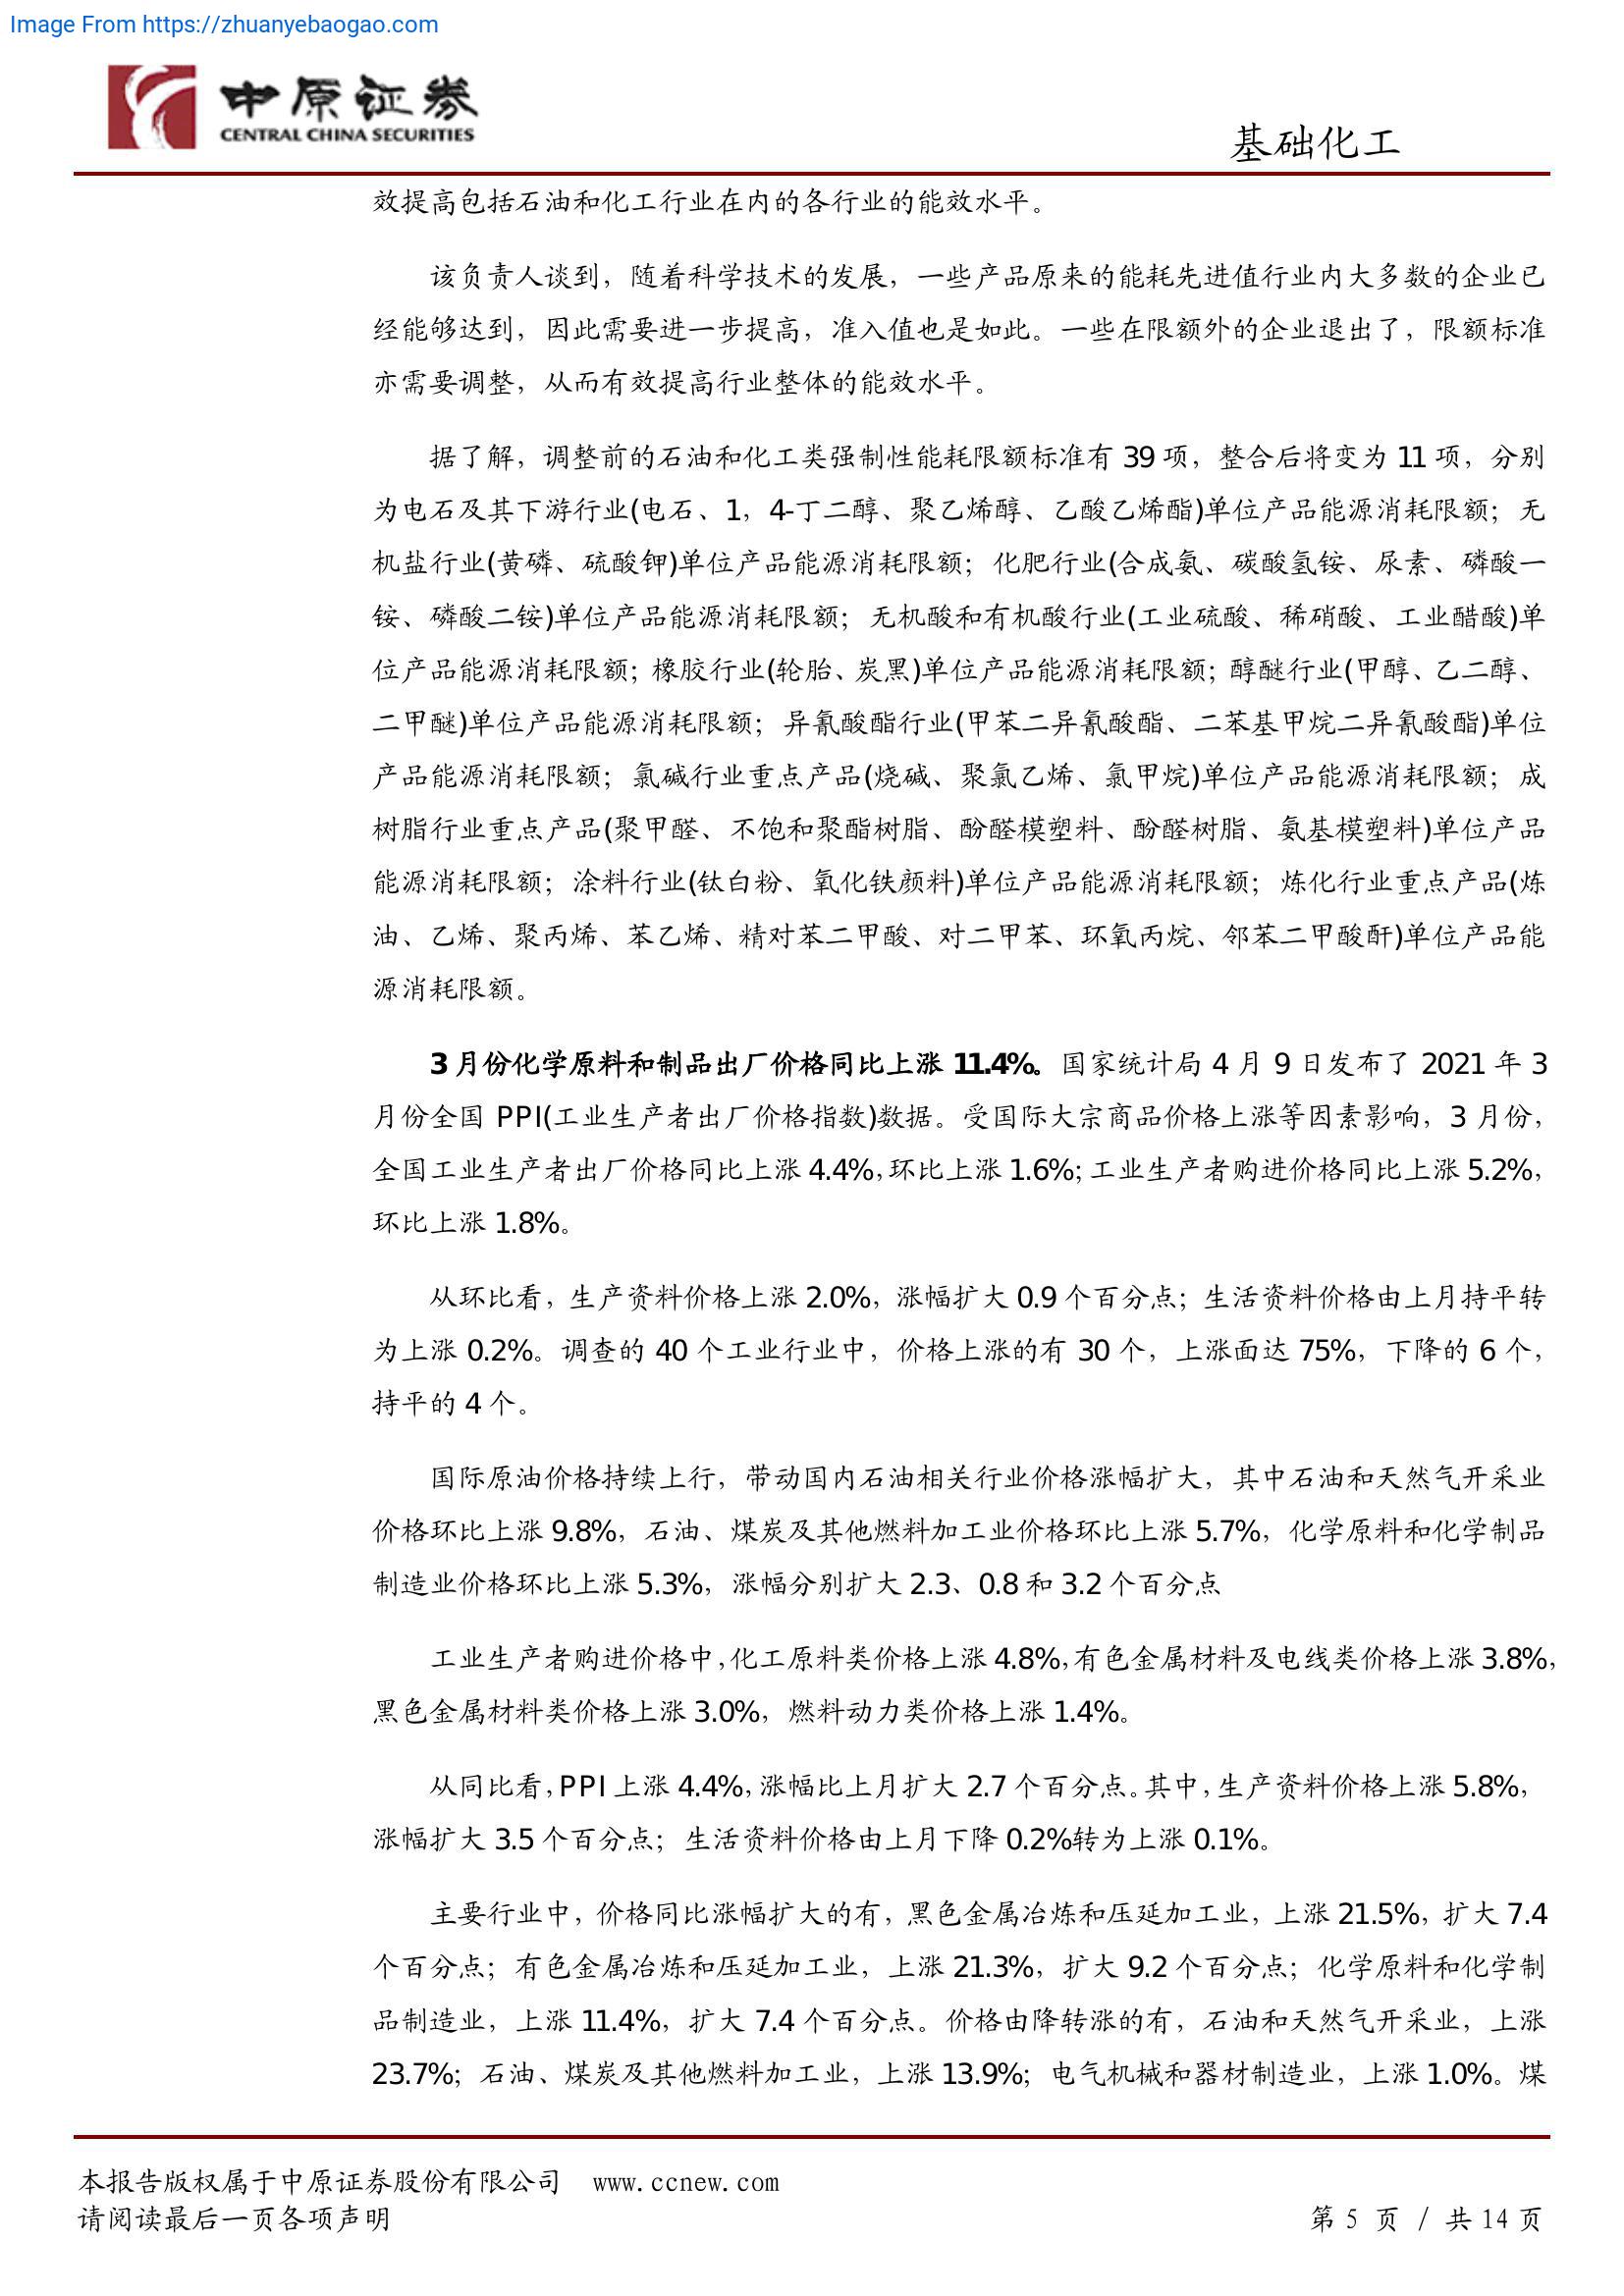 Image From https://zhuanyebaogao.com
中原证券
CENTRAL CHINA SECURITIES
基础化工
效提高包括石油和化工行业在内的各行业的能效水平。
该负责人谈到，随着科学技术的发展，一些产品原来的能耗先进值行业内大多数的企业已
经能够达到，因此需要进一步提高，准入值也是如此。一些在限额外的企业退出了，限额标准
亦需要调整，从而有效提高行业整体的能效水平。
据了解，调整前的石油和化工类强制性能耗限额标准有 39 项，整合后将变为 11 项，分别
为电石及其下游行业(电石、1，4-丁二醇、聚乙烯醇、乙酸乙烯酯)单位产品能源消耗限额；无
机盐行业(黄磷、硫酸钾)单位产品能源消耗限额；化肥行业(合成氨、碳酸氢铵、尿素、磷酸一
铵、磷酸二铵)单位产品能源消耗限额；无机酸和有机酸行业(工业硫酸、稀硝酸、工业醋酸)单
位产品能源消耗限额；橡胶行业(轮胎、炭黑)单位产品能源消耗限额；醇醚行业(甲醇、乙二醇、
二甲醚)单位产品能源消耗限额；异氰酸酯行业(甲苯二异氰酸酯、二苯基甲烷二异氰酸酯)单位
产品能源消耗限额；氯碱行业重点产品(烧碱、聚氯乙烯、氯甲烷)单位产品能源消耗限额；成
树脂行业重点产品(聚甲醛、不饱和聚酯树脂、酚醛模塑料、酚醛树脂、氨基模塑料)单位产品
能源消耗限额；涂料行业(钛白粉、氧化铁颜料)单位产品能源消耗限额；炼化行业重点产品(炼
油、乙烯、聚丙烯、苯乙烯、精对苯二甲酸、对二甲苯、环氧丙烷、邻苯二甲酸酐)单位产品能
源消耗限额。
3 月份化学原料和制品出厂价格同比上涨 11.4%。国家统计局 4 月 9 日发布了 2021 年 3
月份全国 PPI(工业生产者出厂价格指数)数据。受国际大宗商品价格上涨等因素影响，3 月份，
全国工业生产者出厂价格同比上涨 4.4%，环比上涨 1.6%；工业生产者购进价格同比上涨 5.2%，
环比上涨 1.8%。
从环比看，生产资料价格上涨 2.0%，涨幅扩大 0.9 个百分点；生活资料价格由上月持平转
为上涨 0.2%。调查的 40 个工业行业中，价格上涨的有 30 个，上涨面达 75%，下降的 6 个，
持平的 4 个。
国际原油价格持续上行，带动国内石油相关行业价格涨幅扩大，其中石油和天然气开采业
价格环比上涨 9.8%，石油、煤炭及其他燃料加工业价格环比上涨 5.7%，化学原料和化学制品
制造业价格环比上涨 5.3%，涨幅分别扩大 2.3、0.8 和 3.2 个百分点
工业生产者购进价格中，化工原料类价格上涨 4.8%，有色金属材料及电线类价格上涨 3.8%，
黑色金属材料类价格上涨 3.0%，燃料动力类价格上涨 1.4%。
从同比看，PPI 上涨 4.4%，涨幅比上月扩大 2.7 个百分点。其中，生产资料价格上涨 5.8%，
涨幅扩大 3.5 个百分点；生活资料价格由上月下降 0.2%转为上涨 0.1%。
主要行业中，价格同比涨幅扩大的有，黑色金属冶炼和压延加工业，上涨 21.5%，扩大 7.4
个百分点；有色金属冶炼和压延加工业，上涨 21.3%，扩大 9.2 个百分点；化学原料和化学制
品制造业，上涨 11.4%，扩大 7.4 个百分点。价格由降转涨的有，石油和天然气开采业，上涨
23.7%；石油、煤炭及其他燃料加工业，上涨 13.9%；电气机械和器材制造业，上涨 1.0%。煤
本报告版权属于中原证券股份有限公司 www.ccnew.com
请阅读最后一页各项声明
第 5 页 / 共 14 页